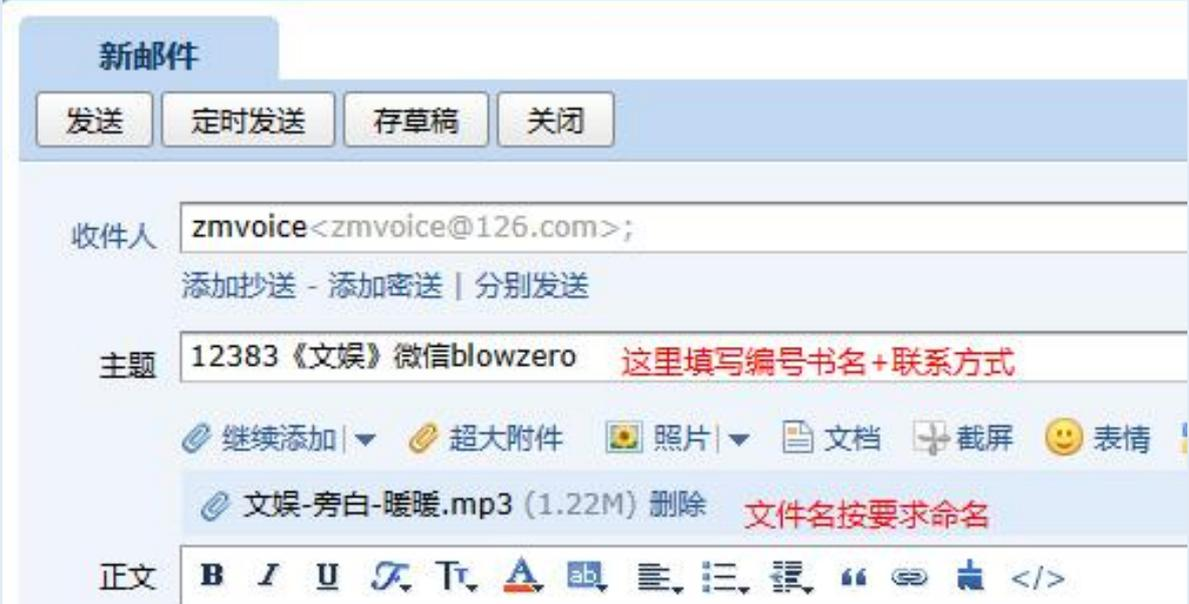 新邮件
发送 定时发送 存草稿 关闭
收件人 zmvoice<zmvoice@126.com>;
添加抄送 - 添加密送 | 分别发送
主题 12383《文娱》微信blowzero 这里填写编号书名+联系方式
继续添加 | 超大附件 照片 | 文档 截屏 表情
文娱-旁白-暖暖.mp3 (1.22M) 删除 文件名按要求命名
正文 B I U F TT A ab “ </>